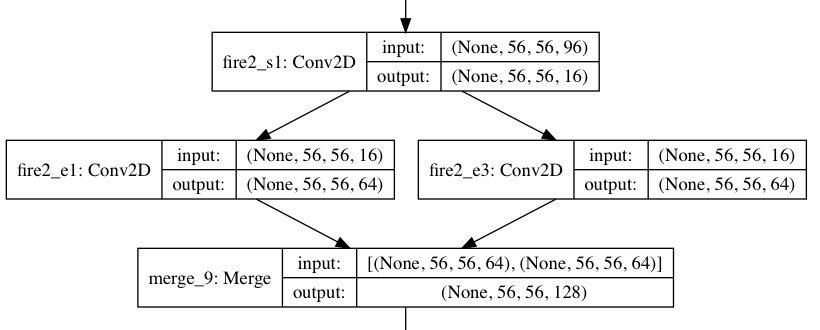 fire2_s1: Conv2D
input: (None, 56, 56, 96)
output: (None, 56, 56, 16)
fire2_e1: Conv2D
input: (None, 56, 56, 16)
output: (None, 56, 56, 64)
fire2_e3: Conv2D
input: (None, 56, 56, 16)
output: (None, 56, 56, 64)
merge_9: Merge
input: [(None, 56, 56, 64), (None, 56, 56, 64)]
output: (None, 56, 56, 128)